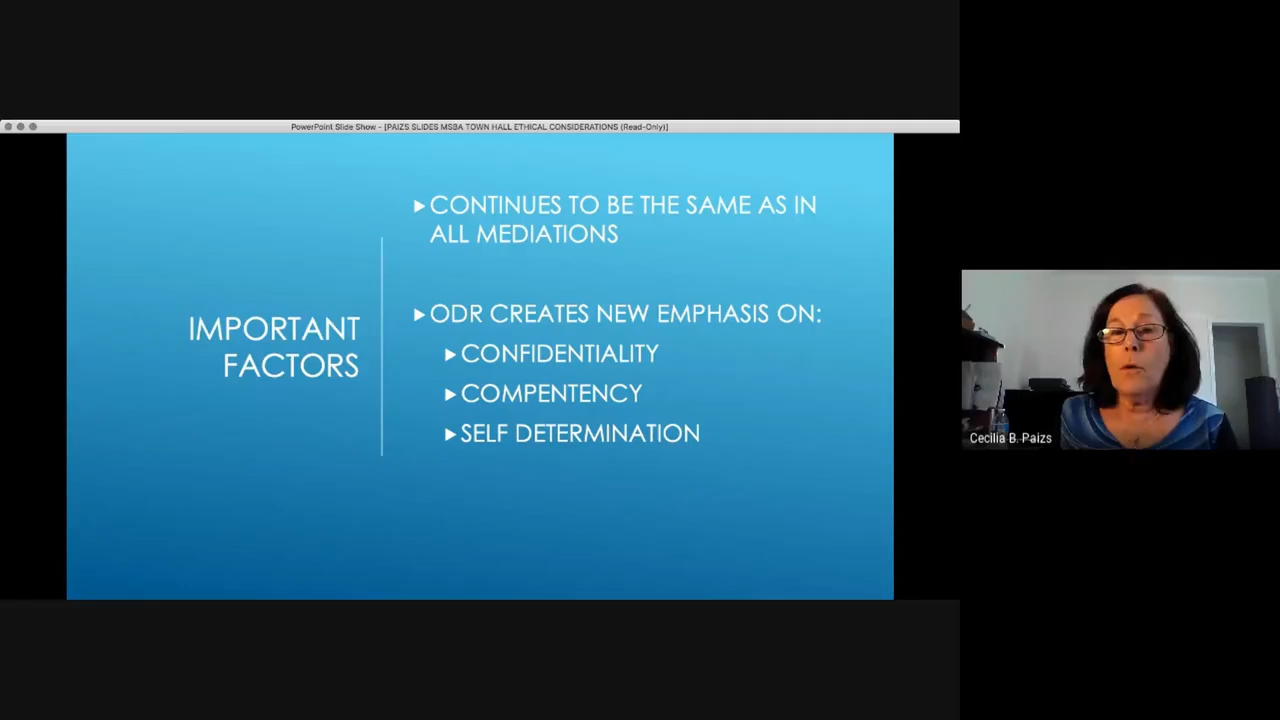 PowerPoint Slide Show - [PAIZS SLIDES MSBA TOWN HALL ETHICAL CONSIDERATIONS (Read-Only)]
IMPORTANT
FACTORS
▶CONTINUES TO BE THE SAME AS IN
ALL MEDIATIONS
▶ODR CREATES NEW EMPHASIS ON:
▶CONFIDENTIALITY
▶COMPENTENCY
▶SELF DETERMINATION
Cecilia B. Paizs